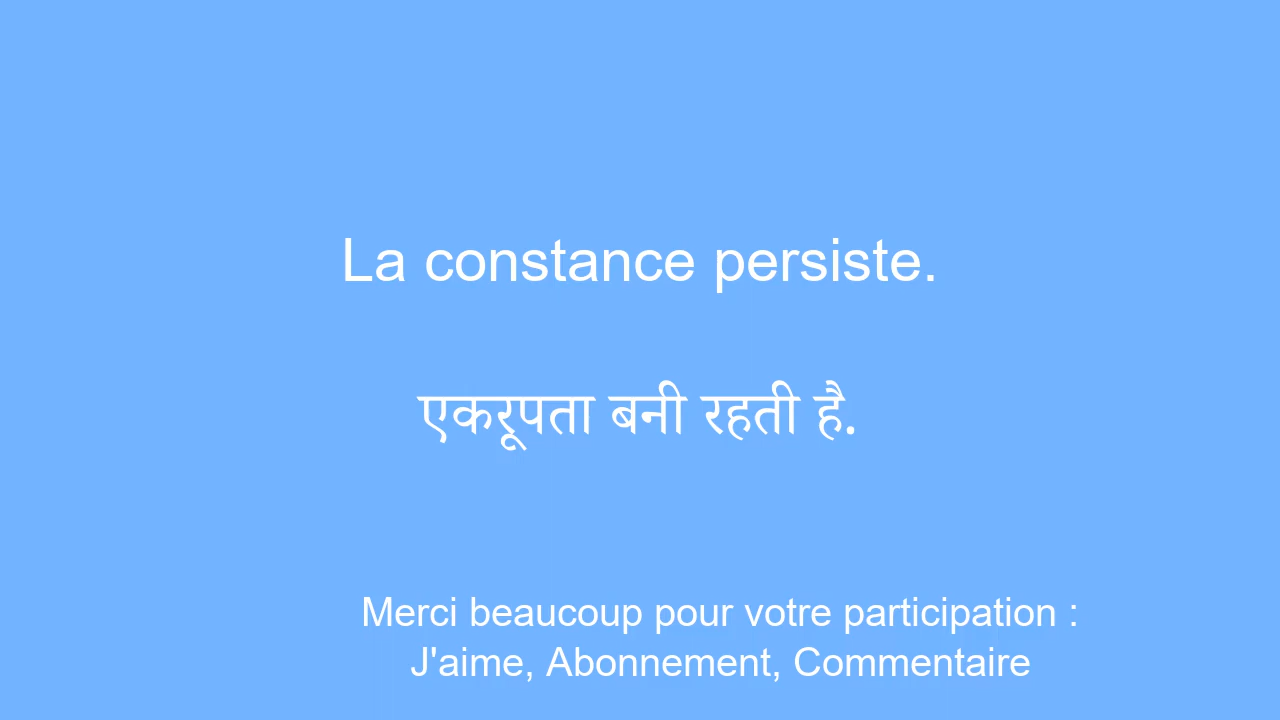 La constance persiste.
एकरूपता बनी रहती है.
Merci beaucoup pour votre participation :
J'aime, Abonnement, Commentaire